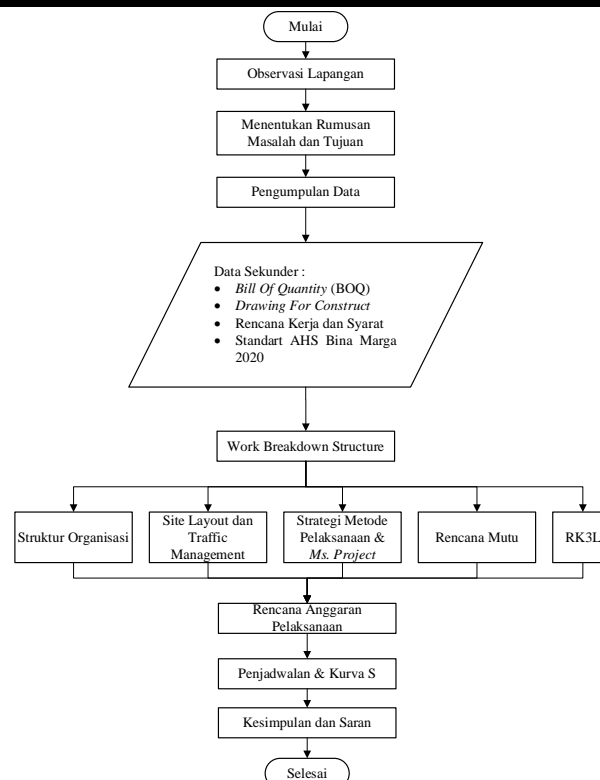 Mulai
Observasi Lapangan
Menentukan Rumusan
Masalah dan Tujuan
Pengumpulan Data
Data Sekunder :
• Bill Of Quantity (BOQ)
• Drawing For Construct
• Rencana Kerja dan Syarat
• Standart AHS Bina Marga
2020
Work Breakdown Structure
Struktur Organisasi
Site Layout dan
Traffic
Management
Strategi Metode
Pelaksanaan &
Ms. Project
Rencana Mutu
RK3L
Rencana Anggaran
Pelaksanaan
Penjadwalan & Kurva S
Kesimpulan dan Saran
Selesai